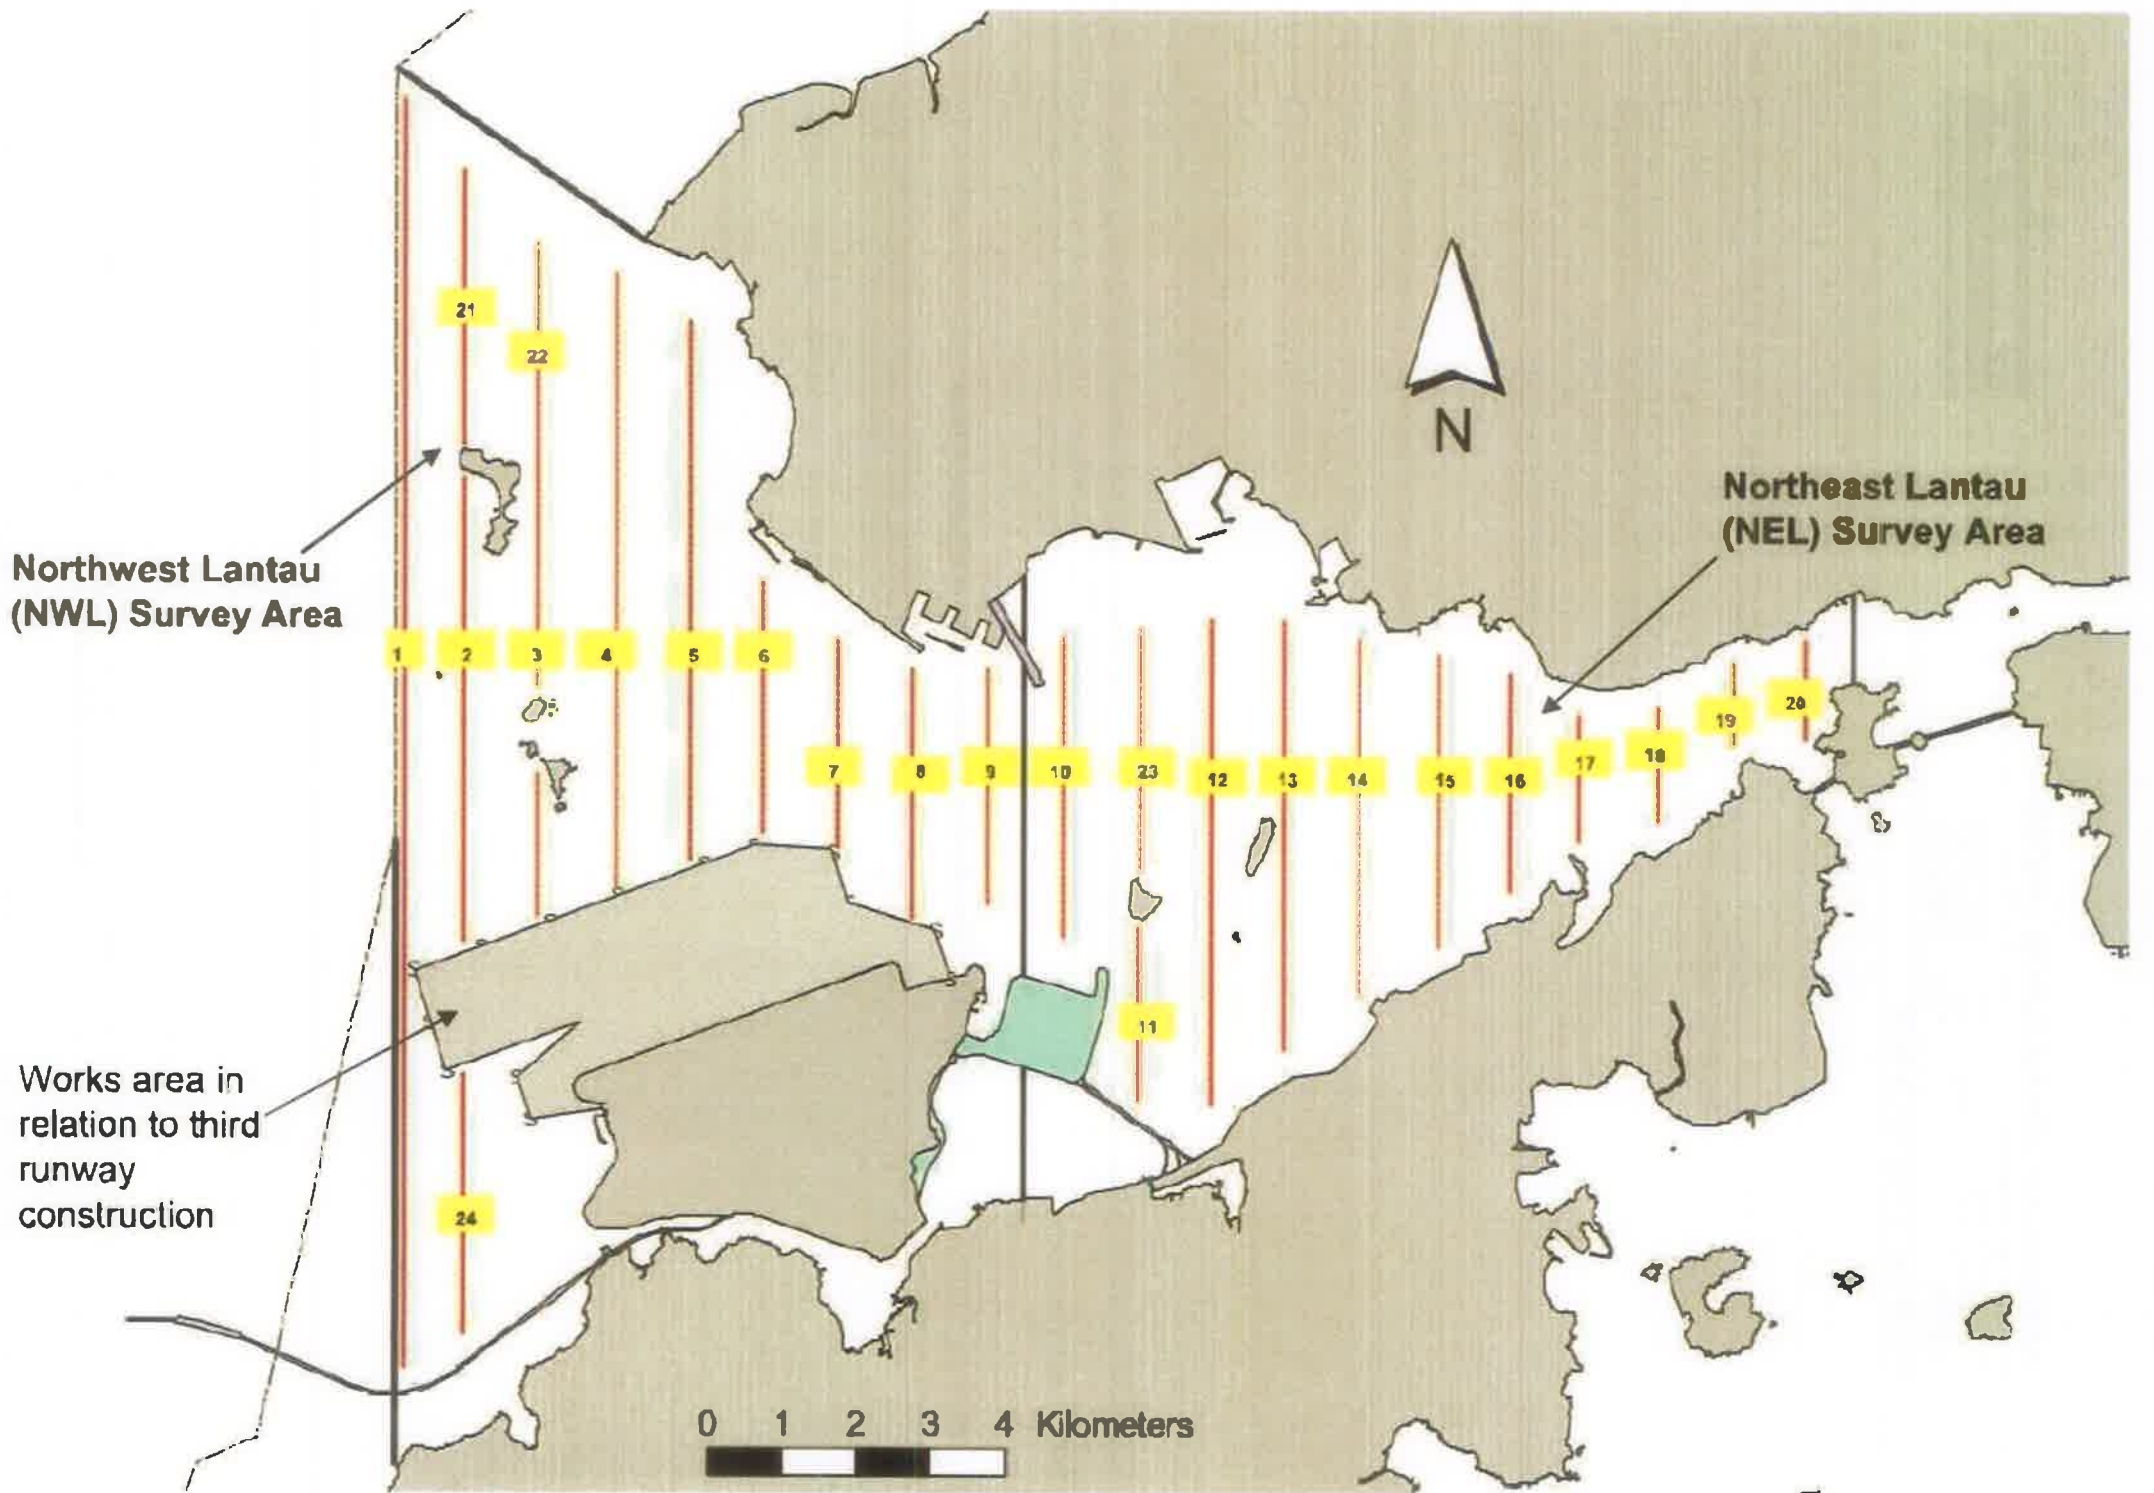 21
22
N
Northeast Lantau
(NEL) Survey Area
Northwest Lantau
(NWL) Survey Area
1 2 3 4 5 6
7 8 9 10 23 12 13 14 15 16 17 18 19 20
11
Works area in
relation to third
runway
construction
24
0 1 2 3 4 Kilometers